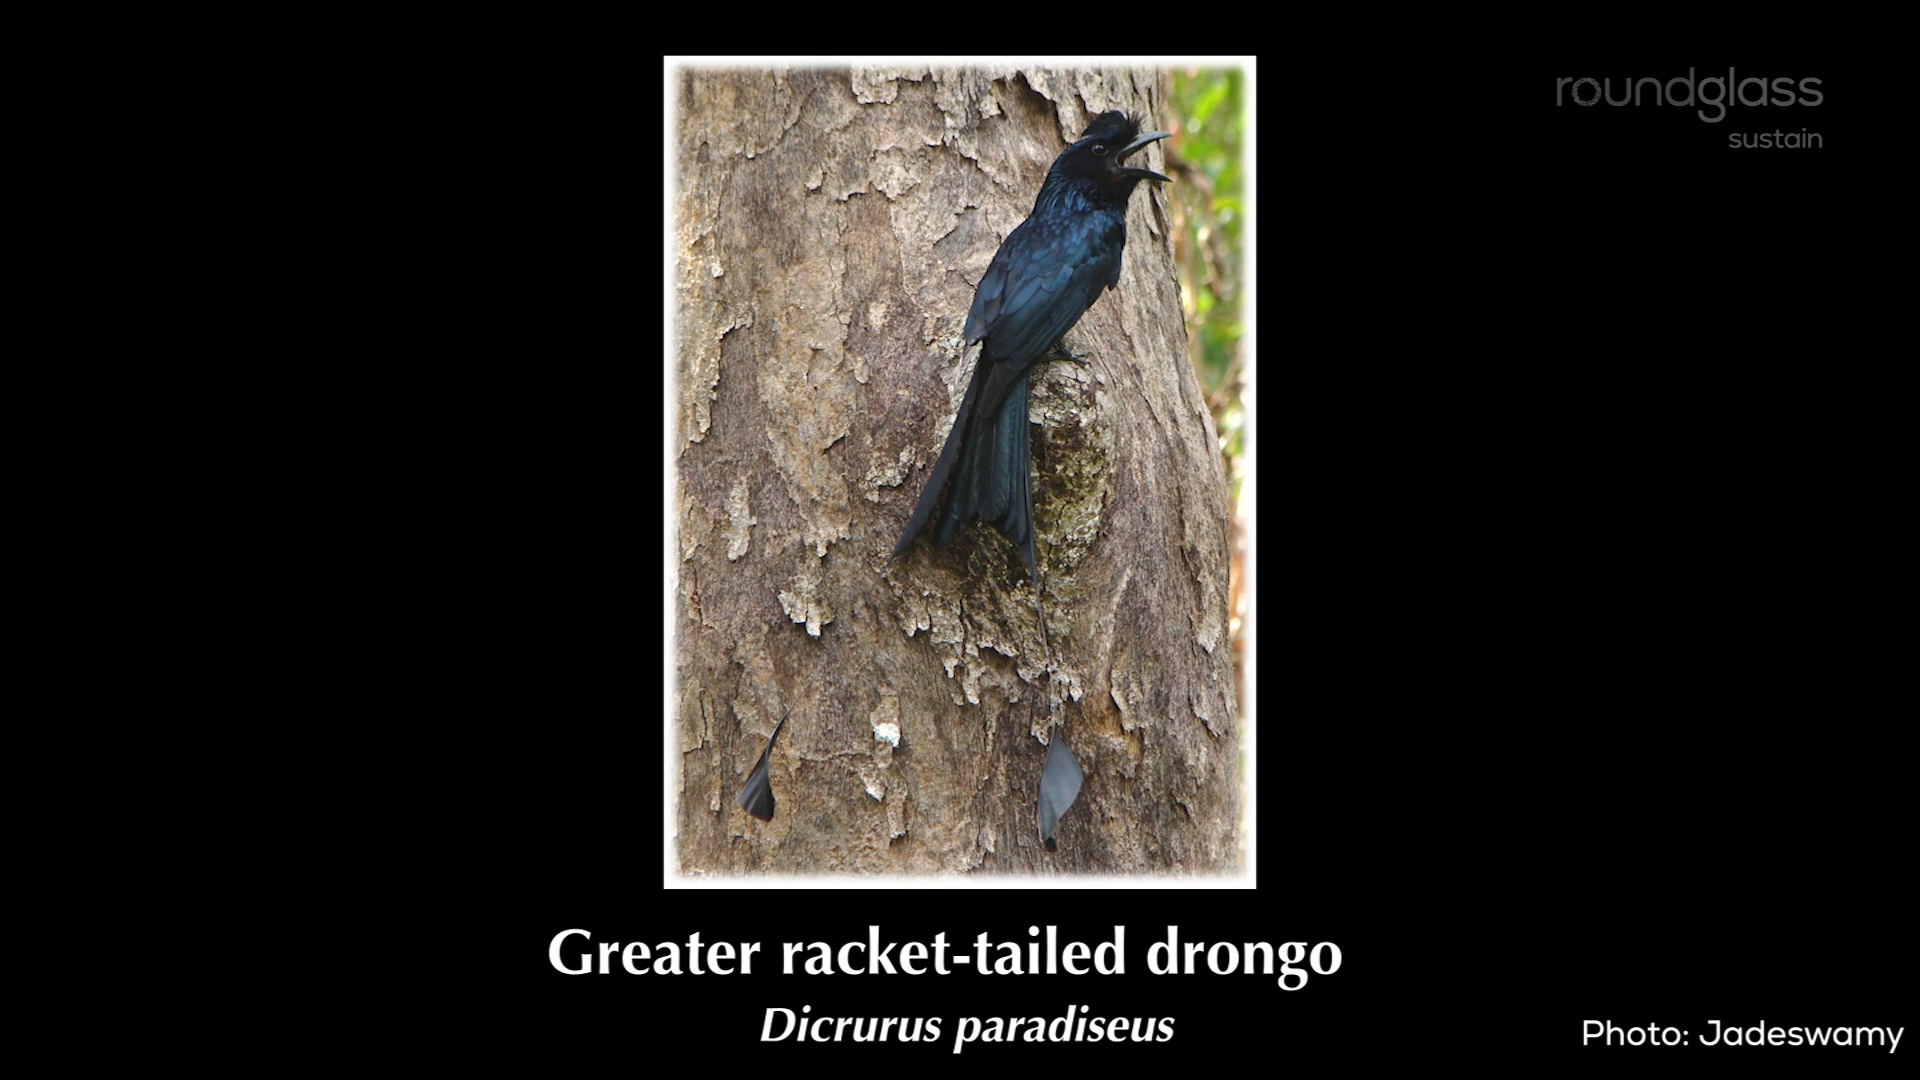 roundglass
sustain
Greater racket-tailed drongo
Dicrurus paradiseus
Photo: Jadeswamy